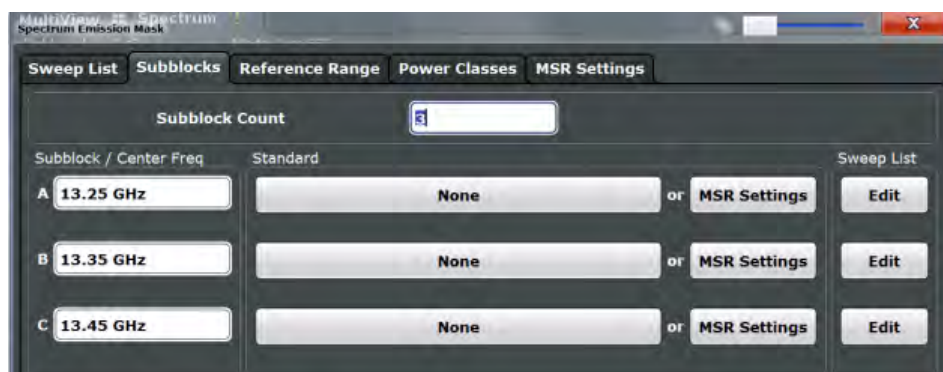 MultiView Spectrum
Spectrum Emission Mask
X
Sweep List Subblocks Reference Range Power Classes MSR Settings
Subblock Count 3
Subblock / Center Freq Standard Sweep List
A 13.25 GHz None or MSR Settings Edit
B 13.35 GHz None or MSR Settings Edit
C 13.45 GHz None or MSR Settings Edit